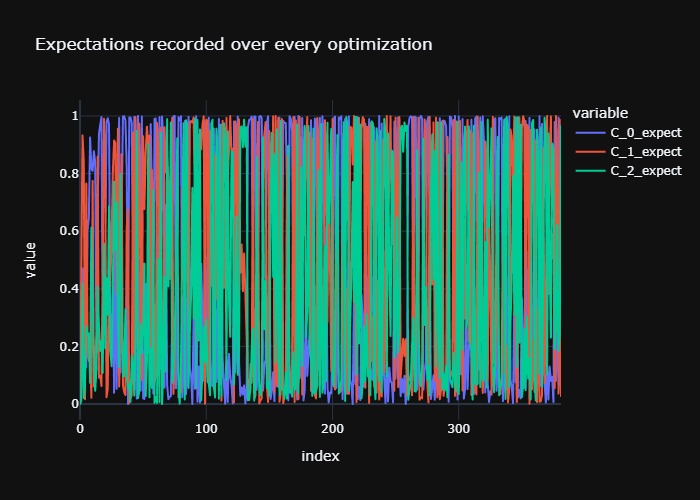 Expectations recorded over every optimization
variable
C_0_expect
C_1_expect
C_2_expect
1
0.8
0.6
0.4
0.2
0
value
0
100
200
300
index